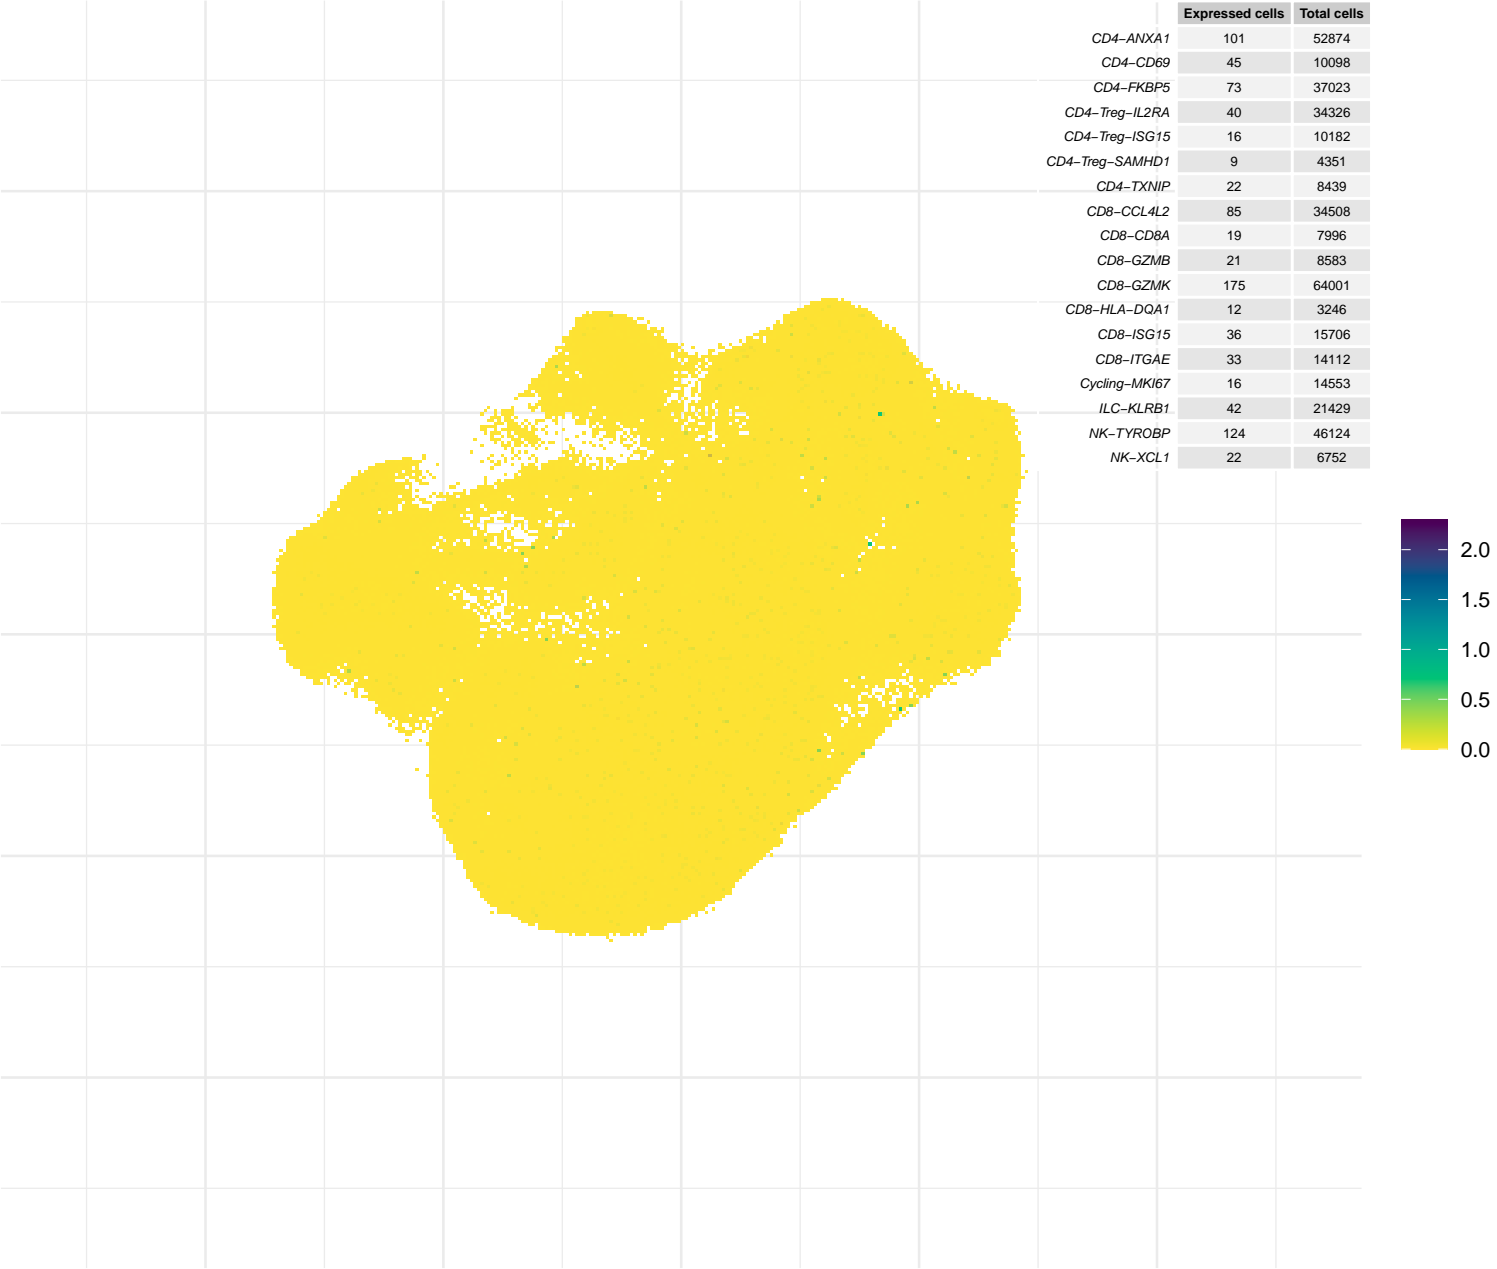 Expressed cells Total cells
CD4−ANXA1 101 52874
CD4−CD69 45 10098
CD4−FKBP5 73 37023
CD4−Treg−IL2RA 40 34326
CD4−Treg−ISG15 16 10182
CD4−Treg−SAMHD1 9 4351
CD4−TXNIP 22 8439
CD8−CCL4L2 85 34508
CD8−CD8A 19 7996
CD8−GZMB 21 8583
CD8−GZMK 175 64001
CD8−HLA−DQA1 12 3246
CD8−ISG15 36 15706
CD8−ITGAE 33 14112
Cycling−MKI67 16 14553
ILC−KLRB1 42 21429
NK−TYROBP 124 46124
NK−XCL1 22 6752
2.0
1.5
1.0
0.5
0.0